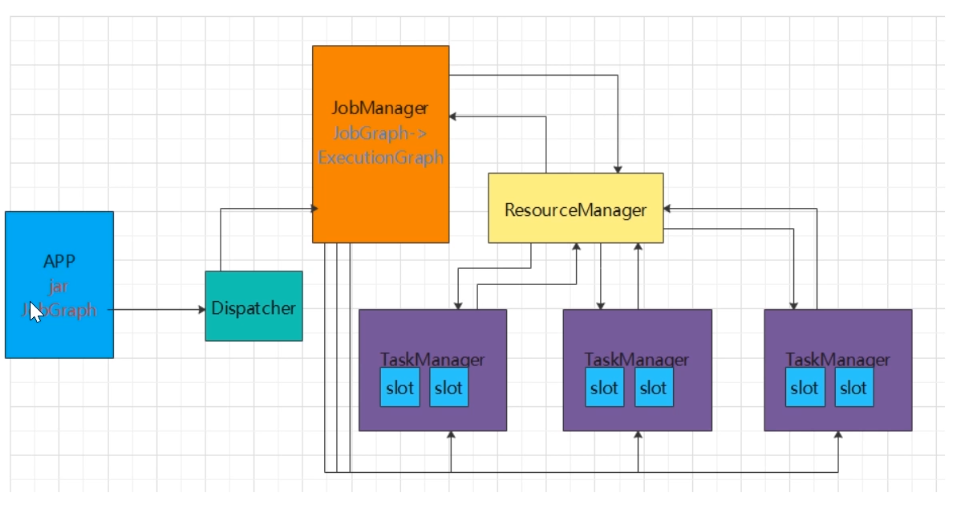 JobManager
JobGraph->
ExecutionGraph
ResourceManager
APP
jar
JobGraph
Dispatcher
TaskManager
slot slot
TaskManager
slot slot
TaskManager
slot slot